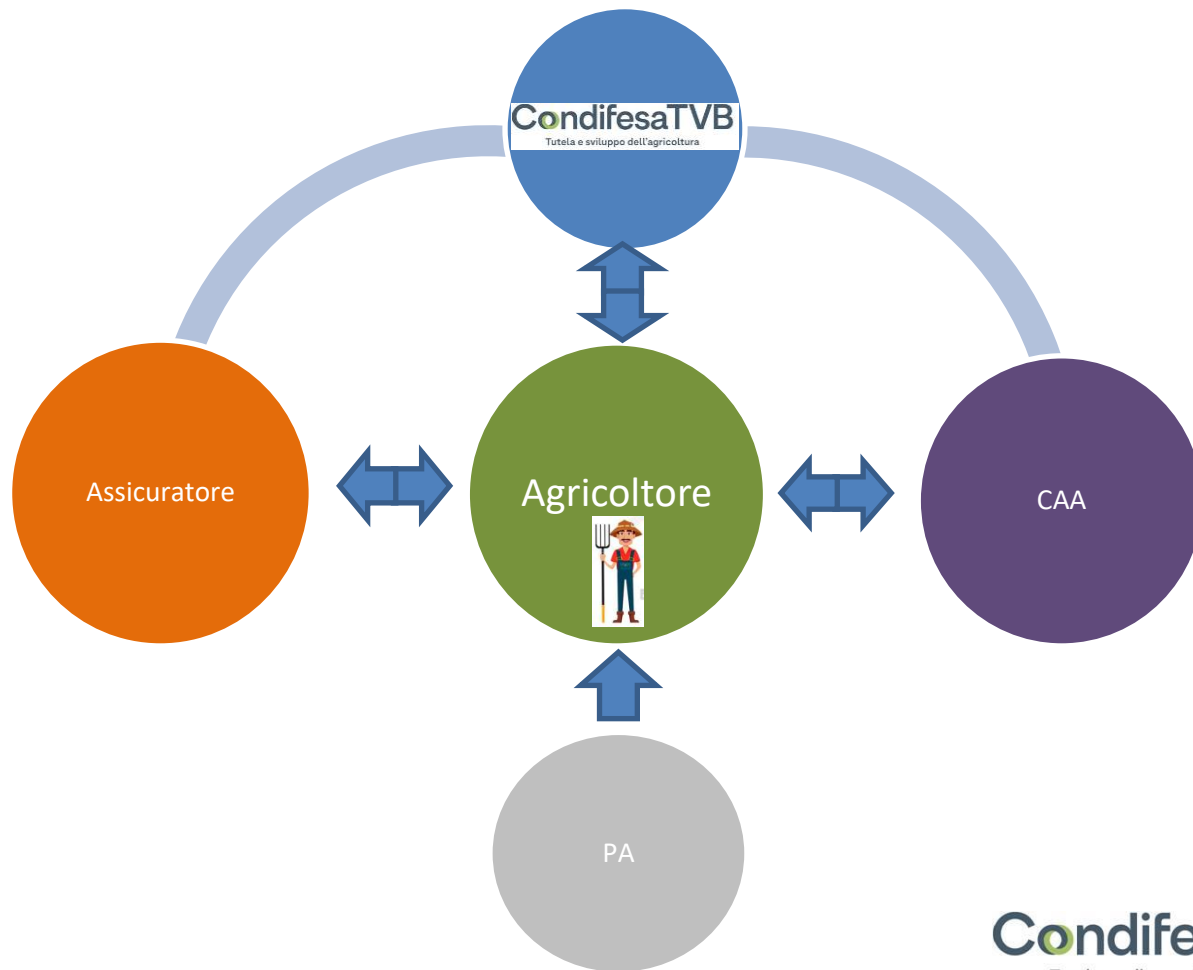 CondifesaTVB
Tutela e sviluppo dell'agricoltura
Assicuratore
Agricoltore
CAA
PA
Condife